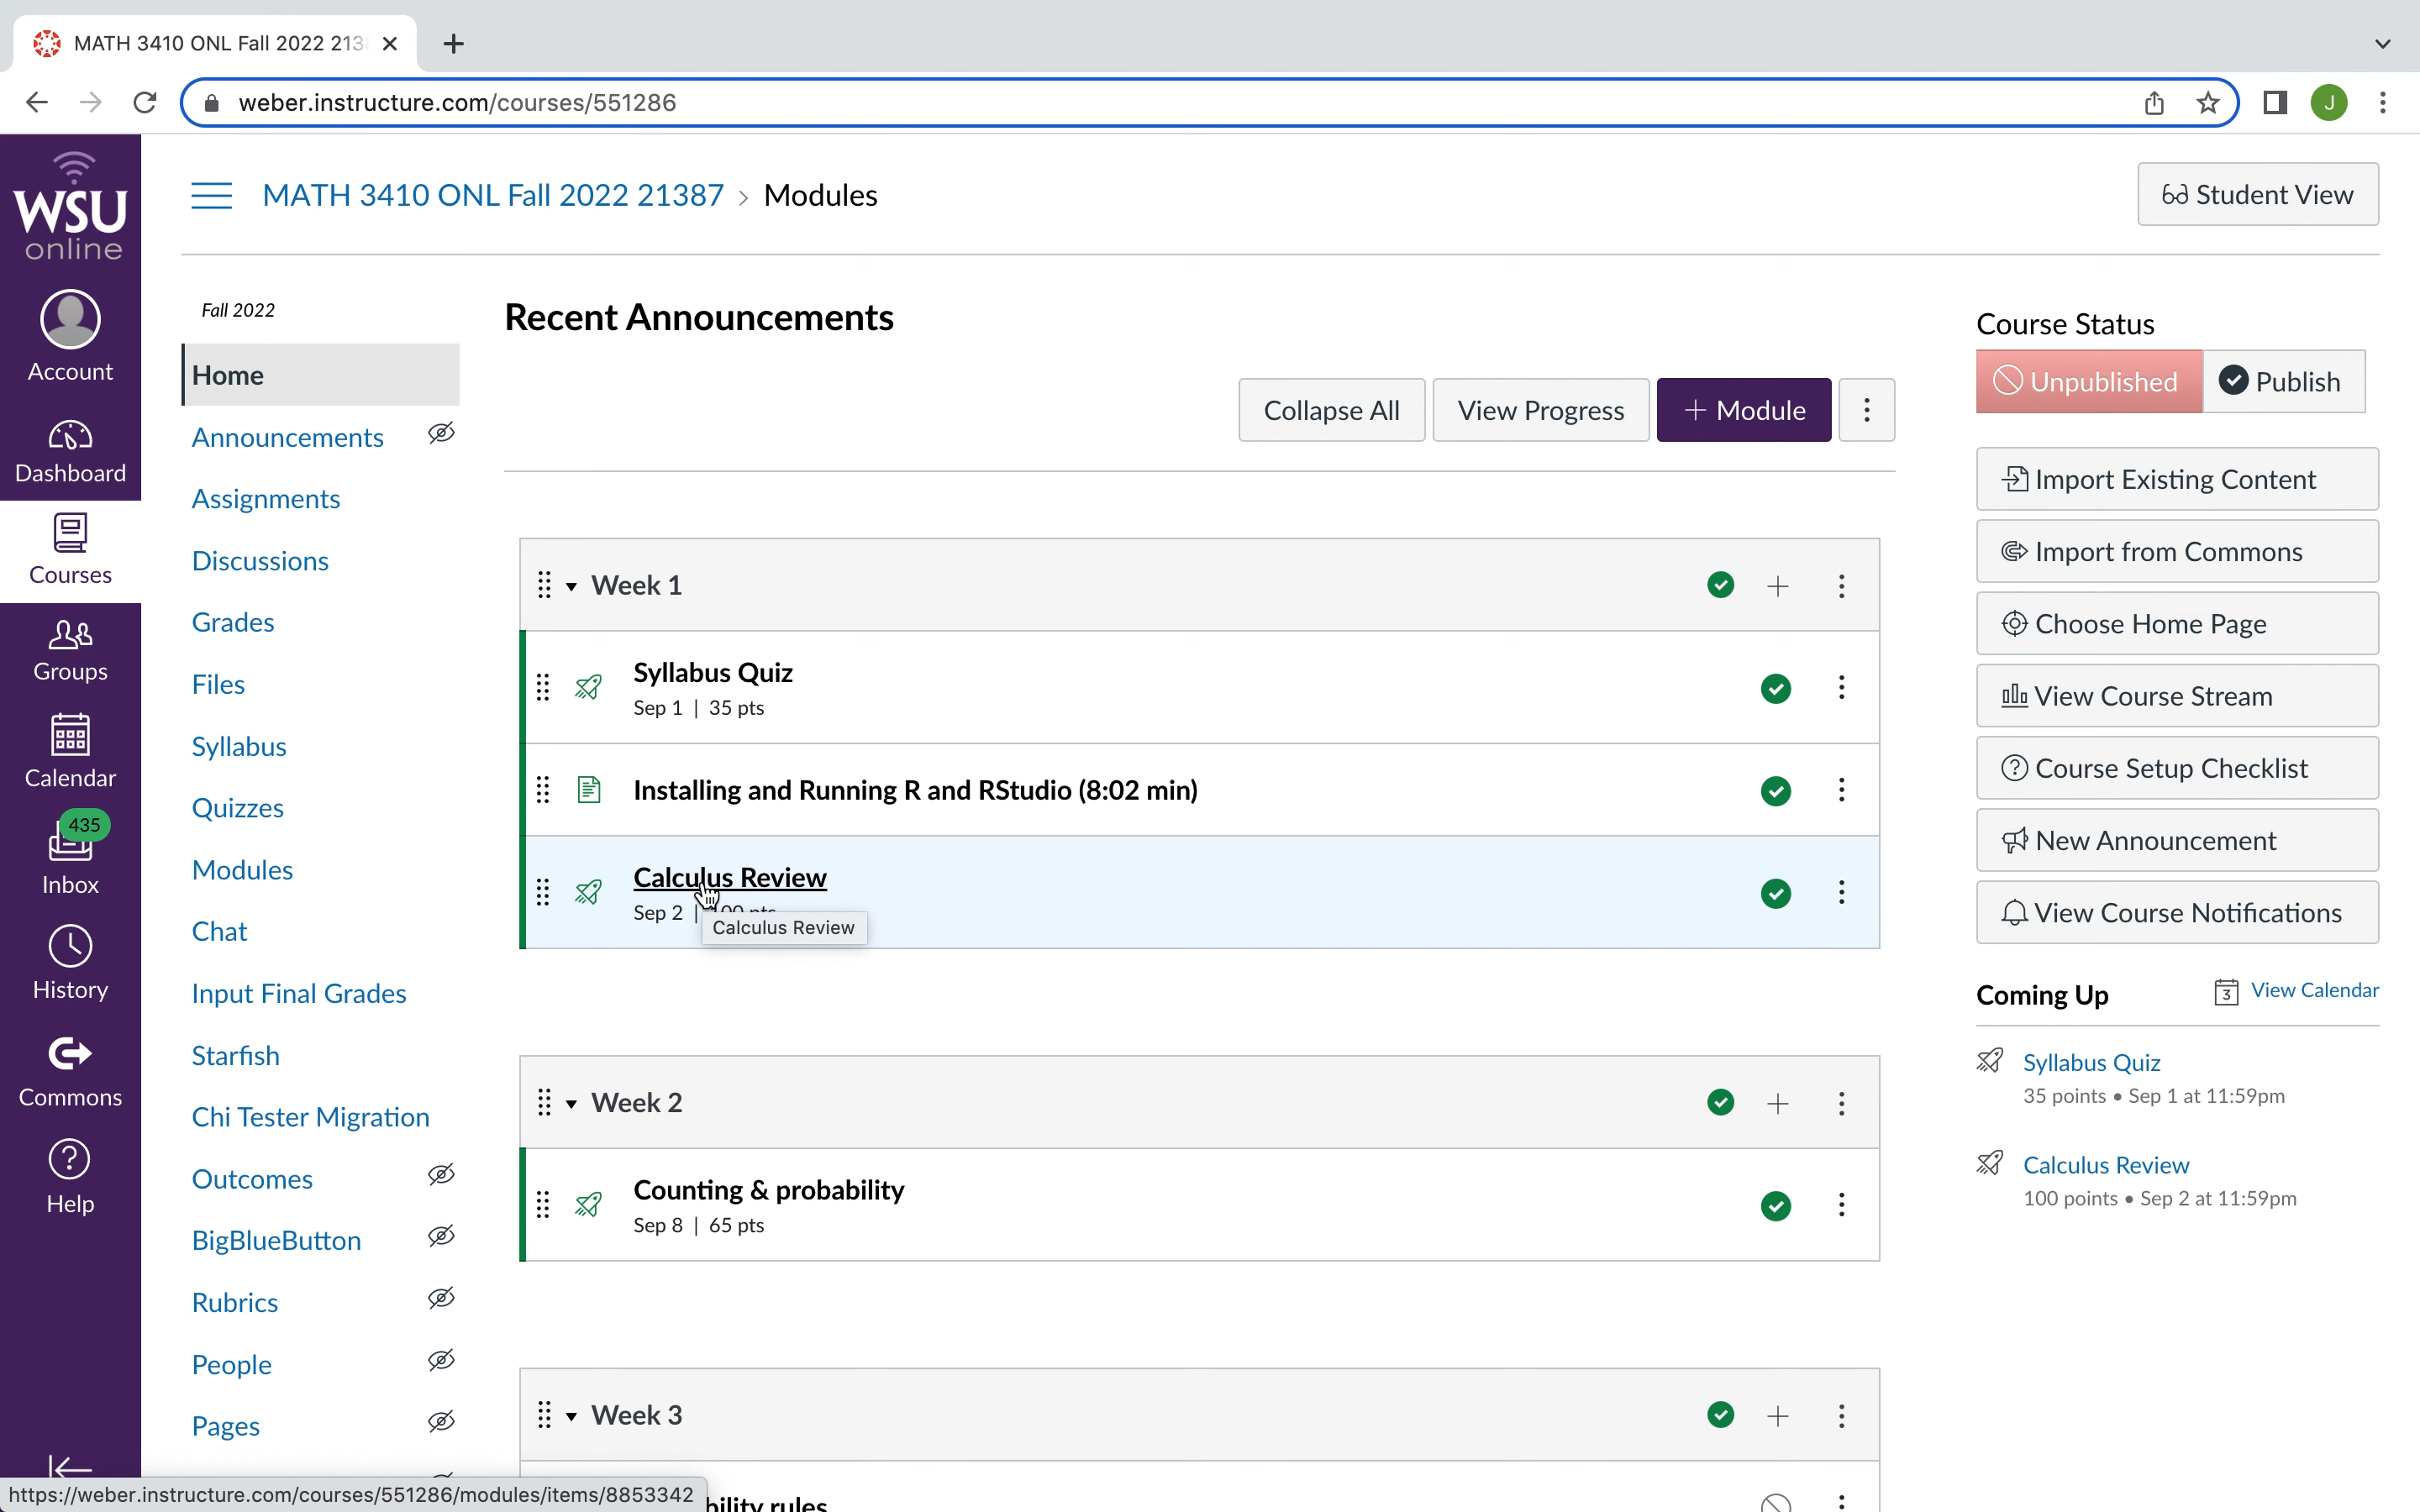 MATH 3410 ONL Fall 2022 213
weber.instructure.com/courses/551286
J
WSU
online
Account
Dashboard
Courses
Groups
Calendar
435
Inbox
History
Commons
Help
MATH 3410 ONL Fall 2022 21387 > Modules
Student View
Fall 2022
Home
Announcements
Assignments
Discussions
Grades
Files
Syllabus
Quizzes
Modules
Chat
Input Final Grades
Starfish
Chi Tester Migration
Outcomes
BigBlueButton
Rubrics
People
Pages
Recent Announcements
Collapse All
View Progress
+ Module
Week 1
Syllabus Quiz
Sep 1 | 35 pts
Installing and Running R and RStudio (8:02 min)
Calculus Review
Sep 2 |
Calculus Review
Week 2
Counting & probability
Sep 8 | 65 pts
Week 3
rules
Course Status
Unpublished
Publish
Import Existing Content
Import from Commons
Choose Home Page
View Course Stream
Course Setup Checklist
New Announcement
View Course Notifications
Coming Up
3
View Calendar
Syllabus Quiz
35 points • Sep 1 at 11:59pm
Calculus Review
100 points • Sep 2 at 11:59pm
https://weber.instructure.com/courses/551286/modules/items/8853342